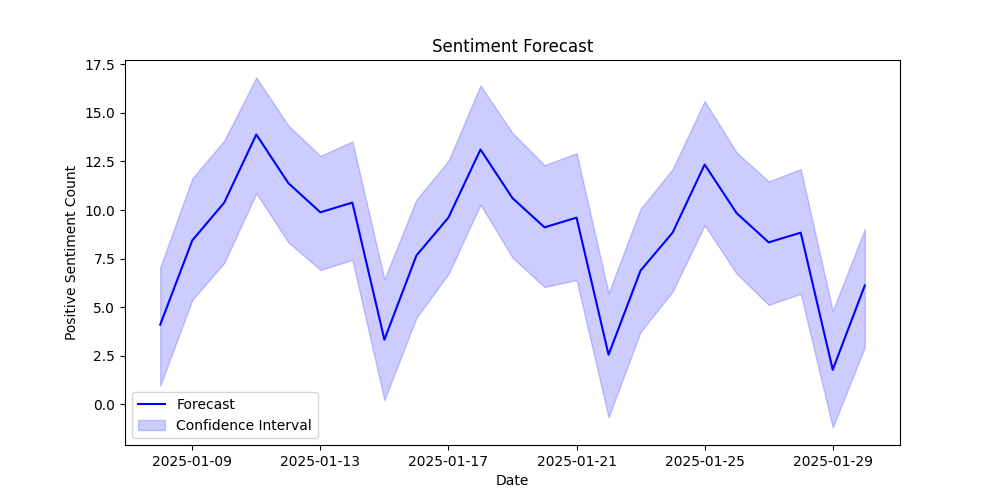 Sentiment Forecast
Positive Sentiment Count
17.5
15.0
12.5
10.0
7.5
5.0
2.5
0.0
Forecast
Confidence Interval
2025-01-09
2025-01-13
2025-01-17
2025-01-21
2025-01-25
2025-01-29
Date